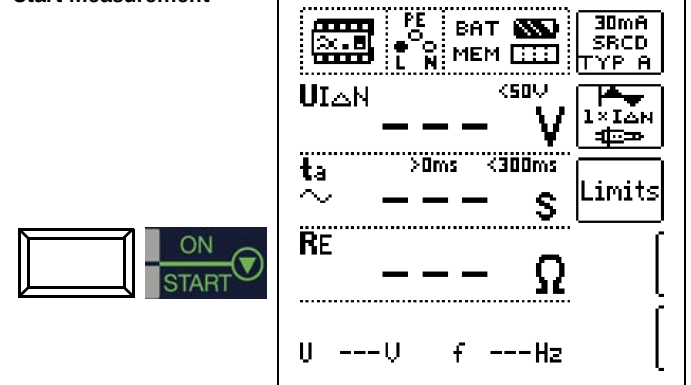 Start measurement
PE
L N
BAT
MEM
30mA
SRCD
TYP A
UI△N <50V
--- V
1×I△N
ta >0ms <300ms
~ --- s
Limits
ON
START
RE
--- Ω
U ---V f ---Hz